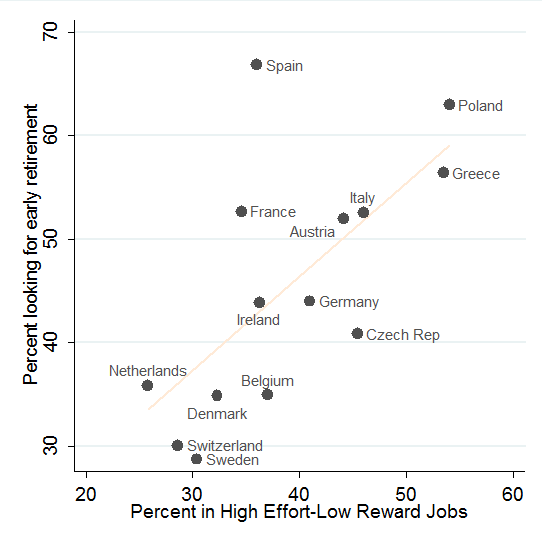 70
Spain
Poland
60
Greece
Italy
France
Austria
50
Germany
Ireland
Czech Rep
40
Netherlands
Belgium
Denmark
Switzerland
30
Sweden
Percent looking for early retirement
20 30 40 50 60
Percent in High Effort-Low Reward Jobs